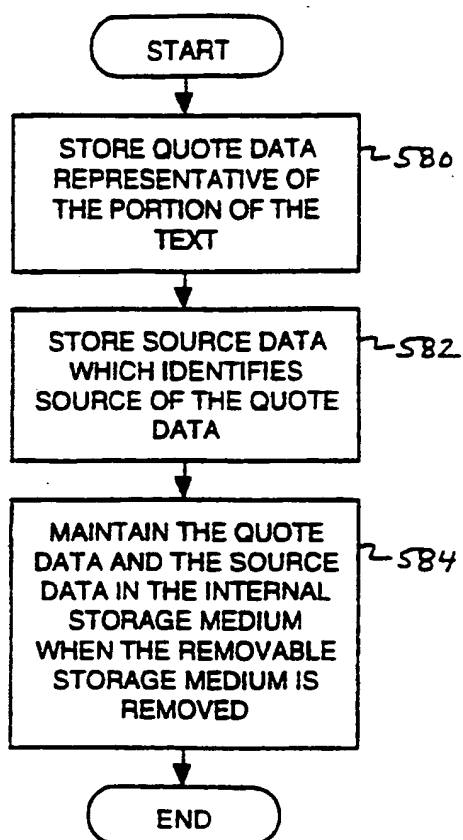 START
STORE QUOTE DATA
REPRESENTATIVE OF
THE PORTION OF THE
TEXT
580
STORE SOURCE DATA
WHICH IDENTIFIES
SOURCE OF THE QUOTE
DATA
582
MAINTAIN THE QUOTE
DATA AND THE SOURCE
DATA IN THE INTERNAL
STORAGE MEDIUM
WHEN THE REMOVABLE
STORAGE MEDIUM IS
REMOVED
584
END